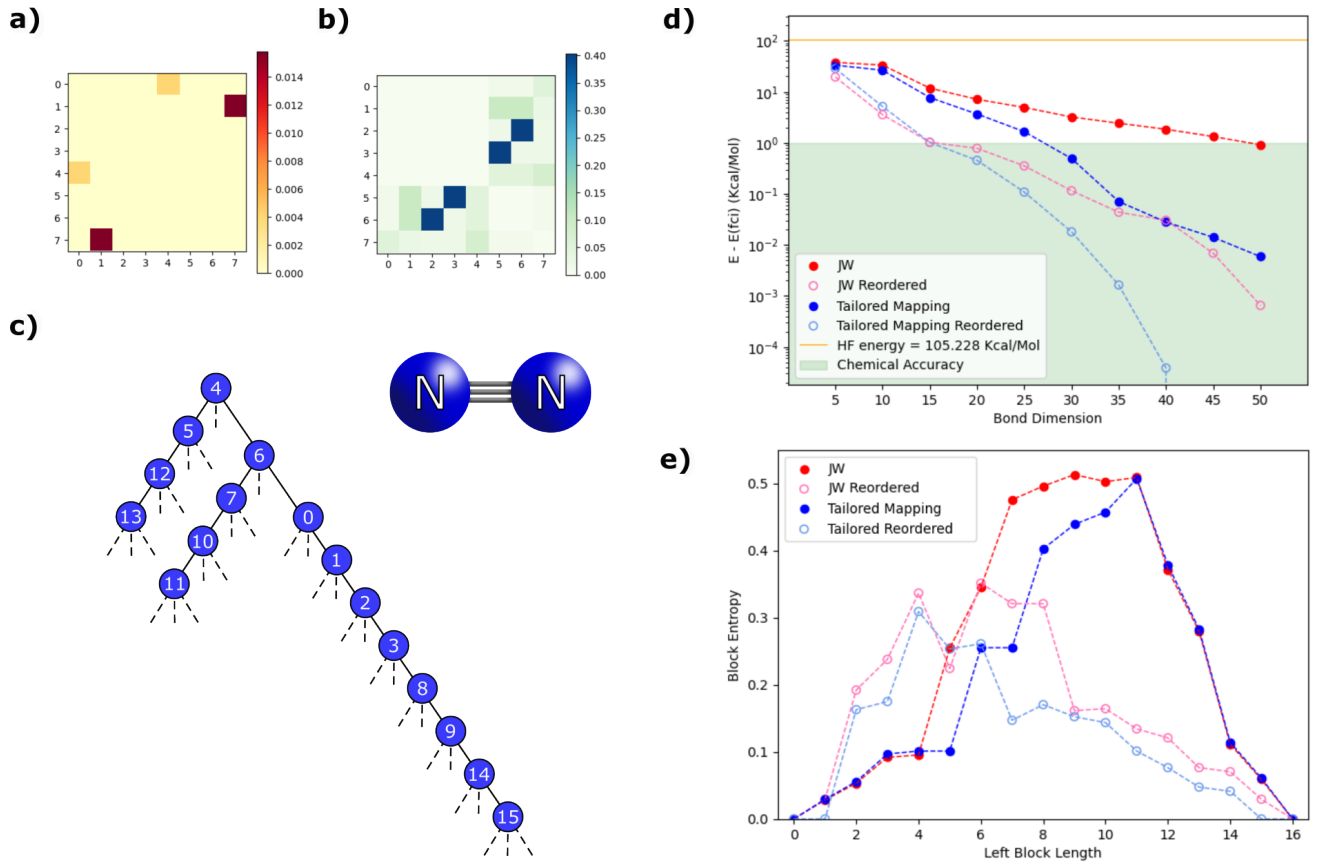 a)
0.014
0.012
0.010
0.008
0.006
0.004
0.002
0.000
0
1
2
3
4
5
6
7
0 1 2 3 4 5 6 7
b)
0.40
0.35
0.30
0.25
0.20
0.15
0.10
0.05
0.00
0
1
2
3
4
5
6
7
0 1 2 3 4 5 6 7
c)
4
5
6
12
7
13
0
10
1
11
2
3
8
9
14
15
N N
d)
E - E(fci) (Kcal/Mol)
10²
10¹
10⁰
10⁻¹
10⁻²
10⁻³
10⁻⁴
JW
JW Reordered
Tailored Mapping
Tailored Mapping Reordered
HF energy = 105.228 Kcal/Mol
Chemical Accuracy
5 10 15 20 25 30 35 40 45 50
Bond Dimension
e)
Block Entropy
0.5
0.4
0.3
0.2
0.1
0.0
JW
JW Reordered
Tailored Mapping
Tailored Reordered
0 2 4 6 8 10 12 14 16
Left Block Length